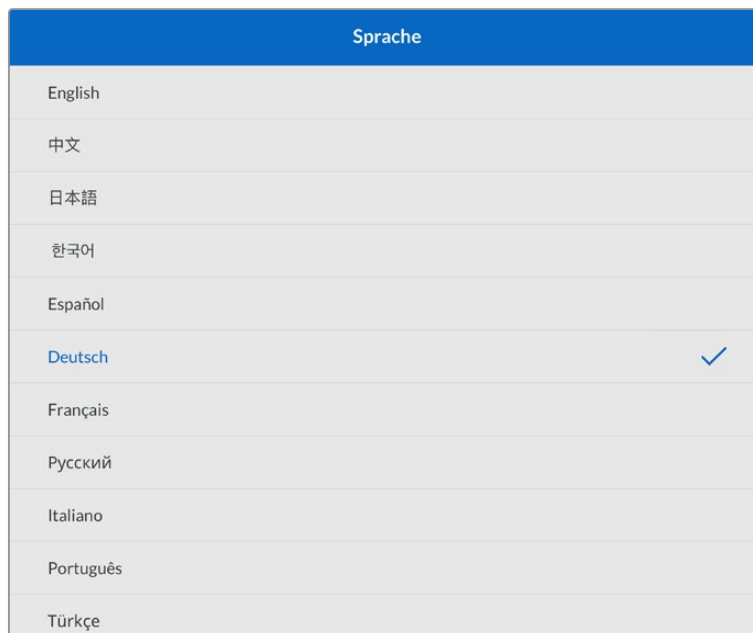 Sprache
English
中文
日本語
한국어
Español
Deutsch
Français
Русский
Italiano
Português
Türkçe